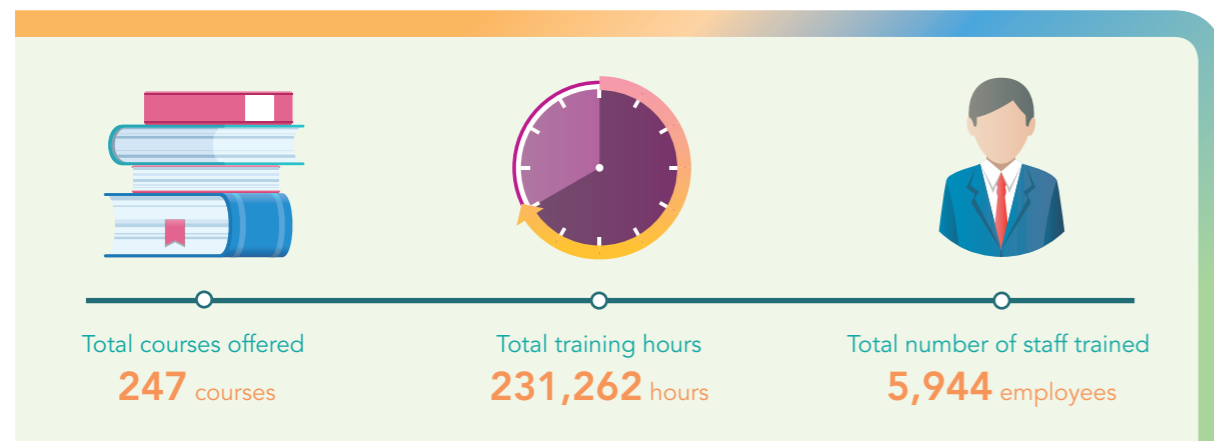 Total courses offered
247 courses
Total training hours
231,262 hours
Total number of staff trained
5,944 employees